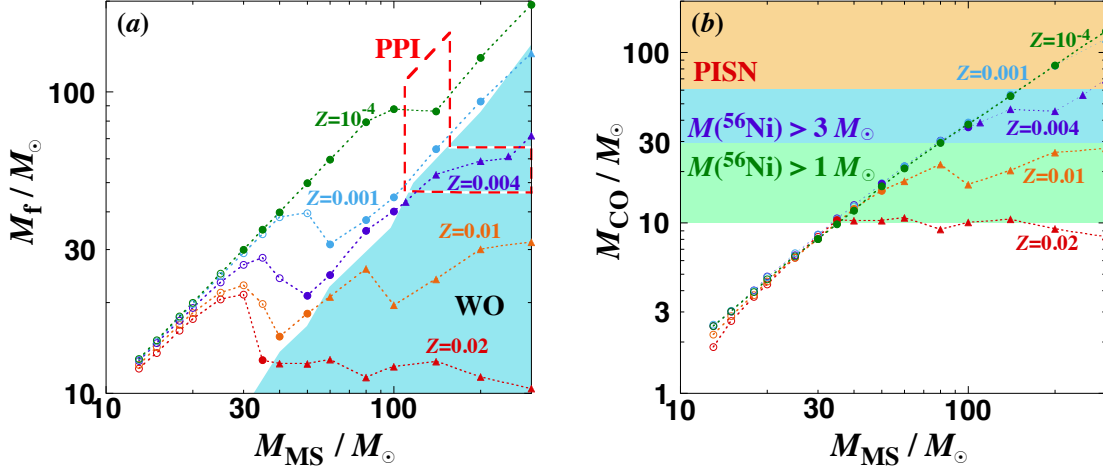 (a)
PPI
100
Z=10⁻⁴
Z=0.001
Z=0.004
M_f / M_⊙
30
Z=0.01
WO
Z=0.02
10
10 30 100
M_MS / M_⊙
(b)
Z=10⁻⁴
100
PISN
Z=0.001
M(⁵⁶Ni) > 3 M_⊙
Z=0.004
30
M(⁵⁶Ni) > 1 M_⊙
Z=0.01
M_CO / M_⊙
10
Z=0.02
3
1
10 30 100
M_MS / M_⊙